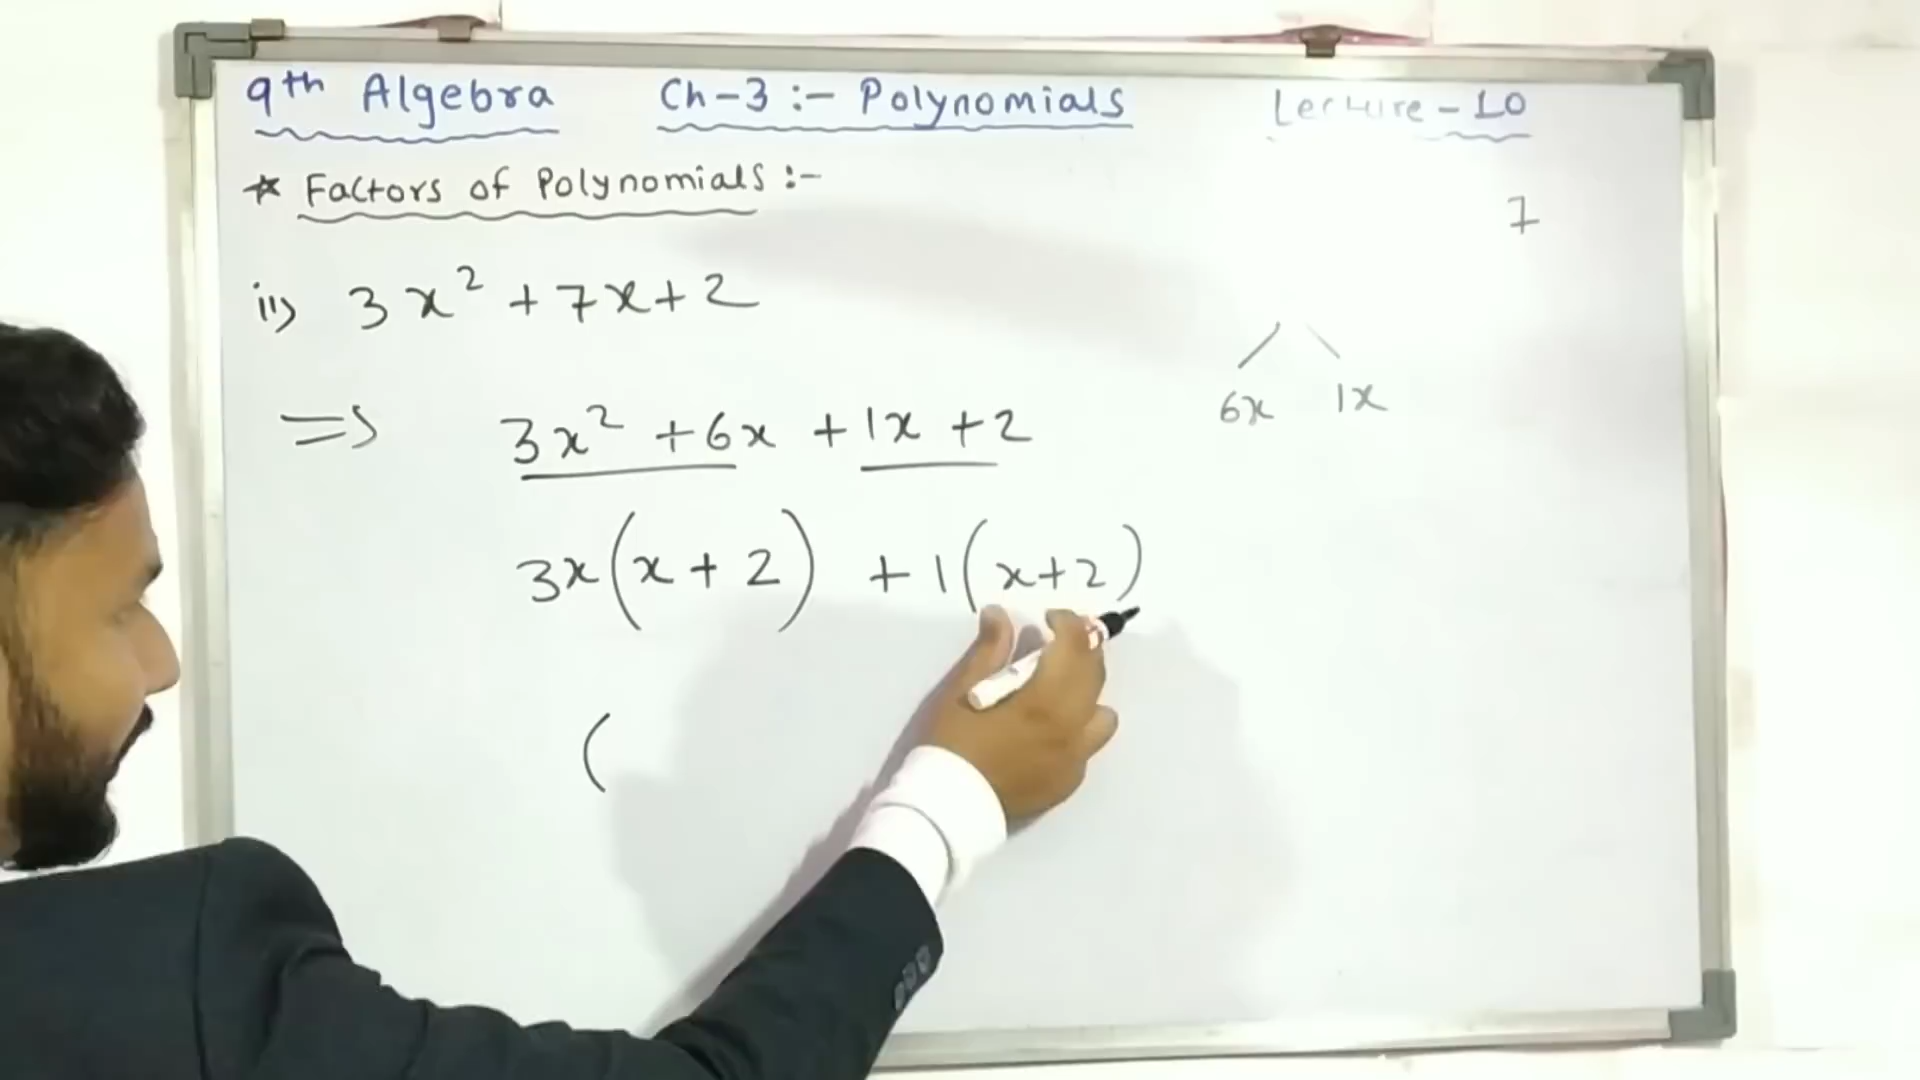 9th Algebra Ch-3 :- Polynomials Lecture-10
* Factors of Polynomials :-
7
ii) 3x² + 7x + 2
6x 1x
=> 3x² + 6x + 1x + 2
3x(x + 2) + 1(x + 2)
(